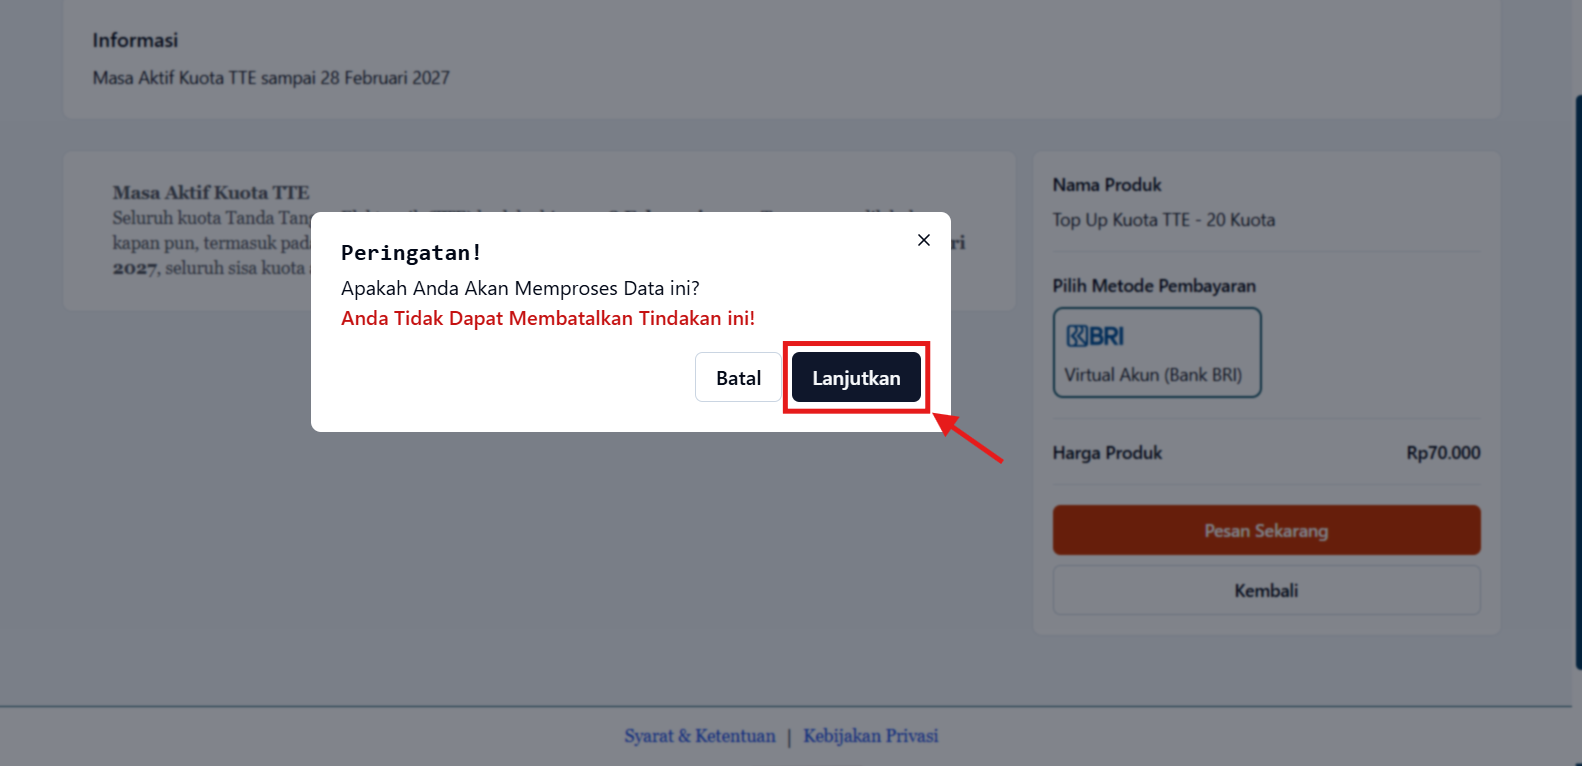 Informasi
Masa Aktif Kuota TTE sampai 28 Februari 2027
Masa Aktif Kuota TTE
Seluruh kuota Tanda
kapan pun, termasuk
2027, seluruh sisa kuota
Peringatan!
Apakah Anda Akan Memproses Data ini?
Anda Tidak Dapat Membatalkan Tindakan ini!
Batal
Lanjutkan
Nama Produk
Top Up Kuota TTE - 20 Kuota
Pilih Metode Pembayaran
BRI
Virtual Akun (Bank BRI)
Harga Produk Rp70.000
Pesan Sekarang
Kembali
Syarat & Ketentuan | Kebijakan Privasi